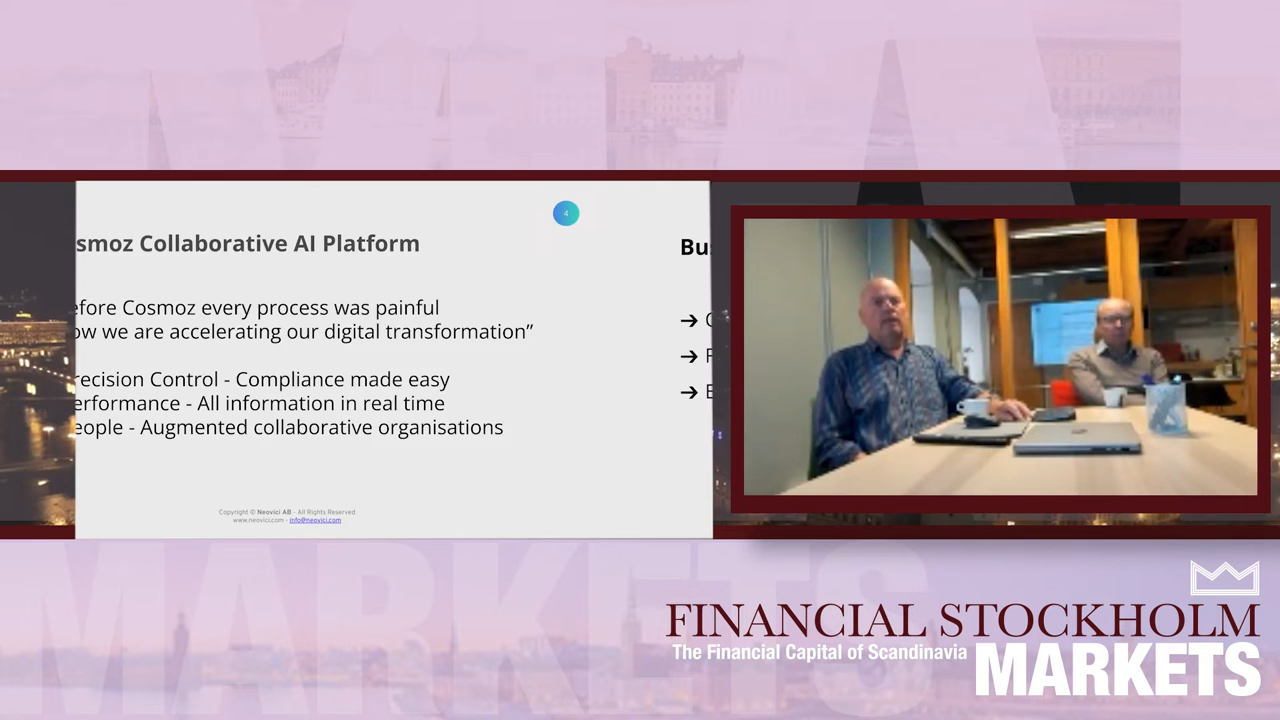 4
smoz Collaborative AI Platform
efore Cosmoz every process was painful
ow we are accelerating our digital transformation”
recision Control - Compliance made easy
erformance - All information in real time
eople - Augmented collaborative organisations
Copyright © Neovici AB - All Rights Reserved
www.neovici.com - info@neovici.com
Bu
➔
➔
➔
MARKETS
FINANCIAL STOCKHOLM
The Financial Capital of Scandinavia
MARKETS